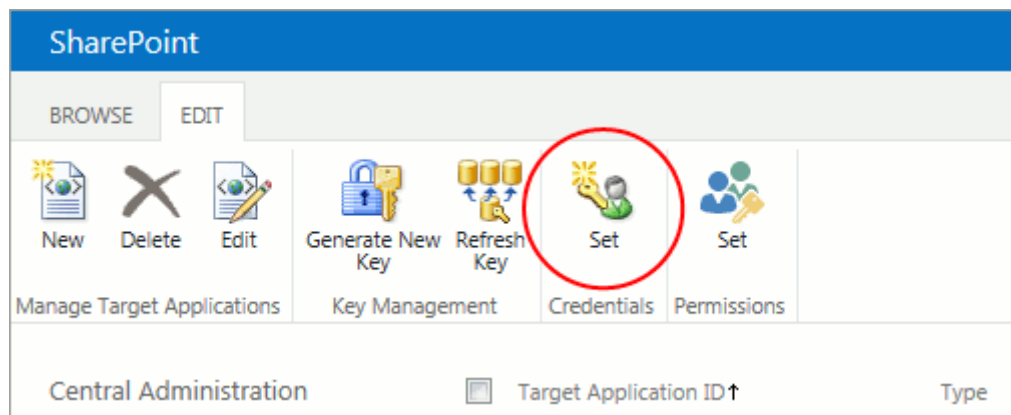 SharePoint
BROWSE EDIT
New Delete Edit Generate New Key Refresh Key Set Set
Manage Target Applications Key Management Credentials Permissions
Central Administration Target Application ID↑ Type